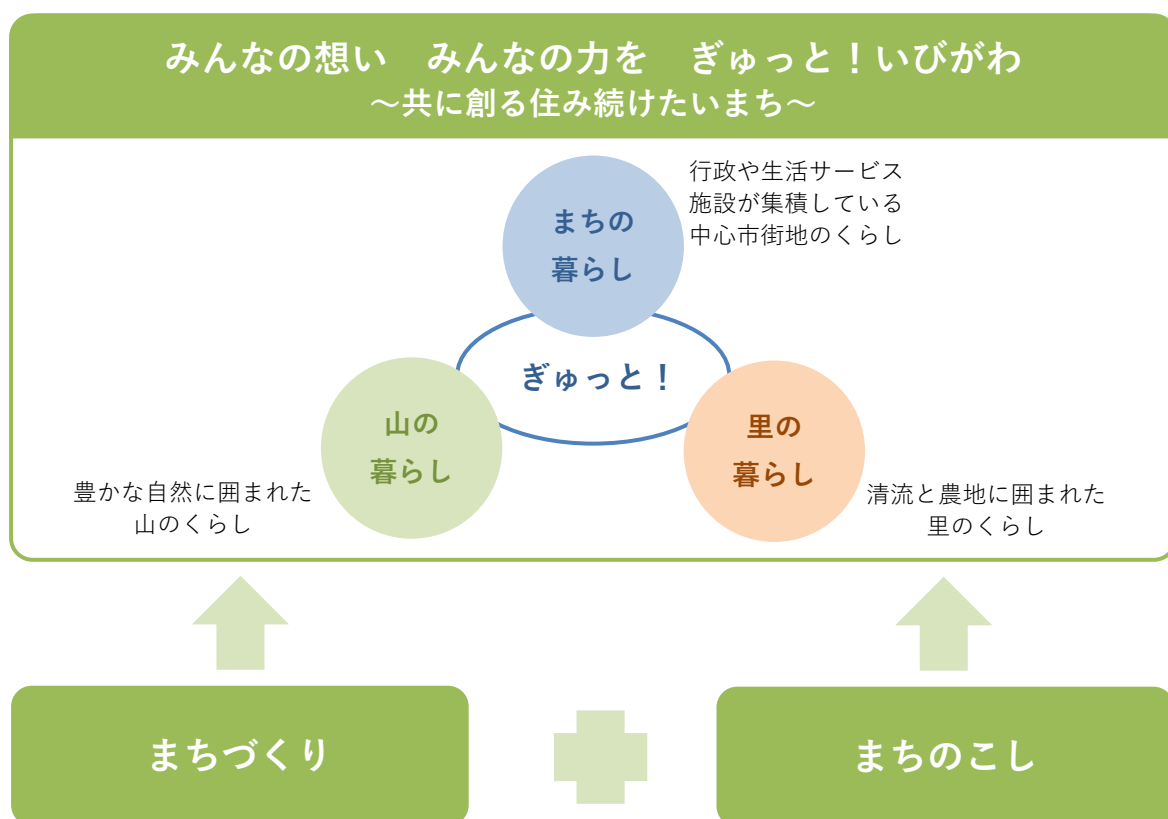 みんなの想い　みんなの力を　ぎゅっと！いびがわ
～共に創る住み続けたいまち～
まちの
暮らし
行政や生活サービス
施設が集積している
中心市街地のくらし
ぎゅっと！
山の
暮らし
豊かな自然に囲まれた
山のくらし
里の
暮らし
清流と農地に囲まれた
里のくらし
まちづくり
まちのこし